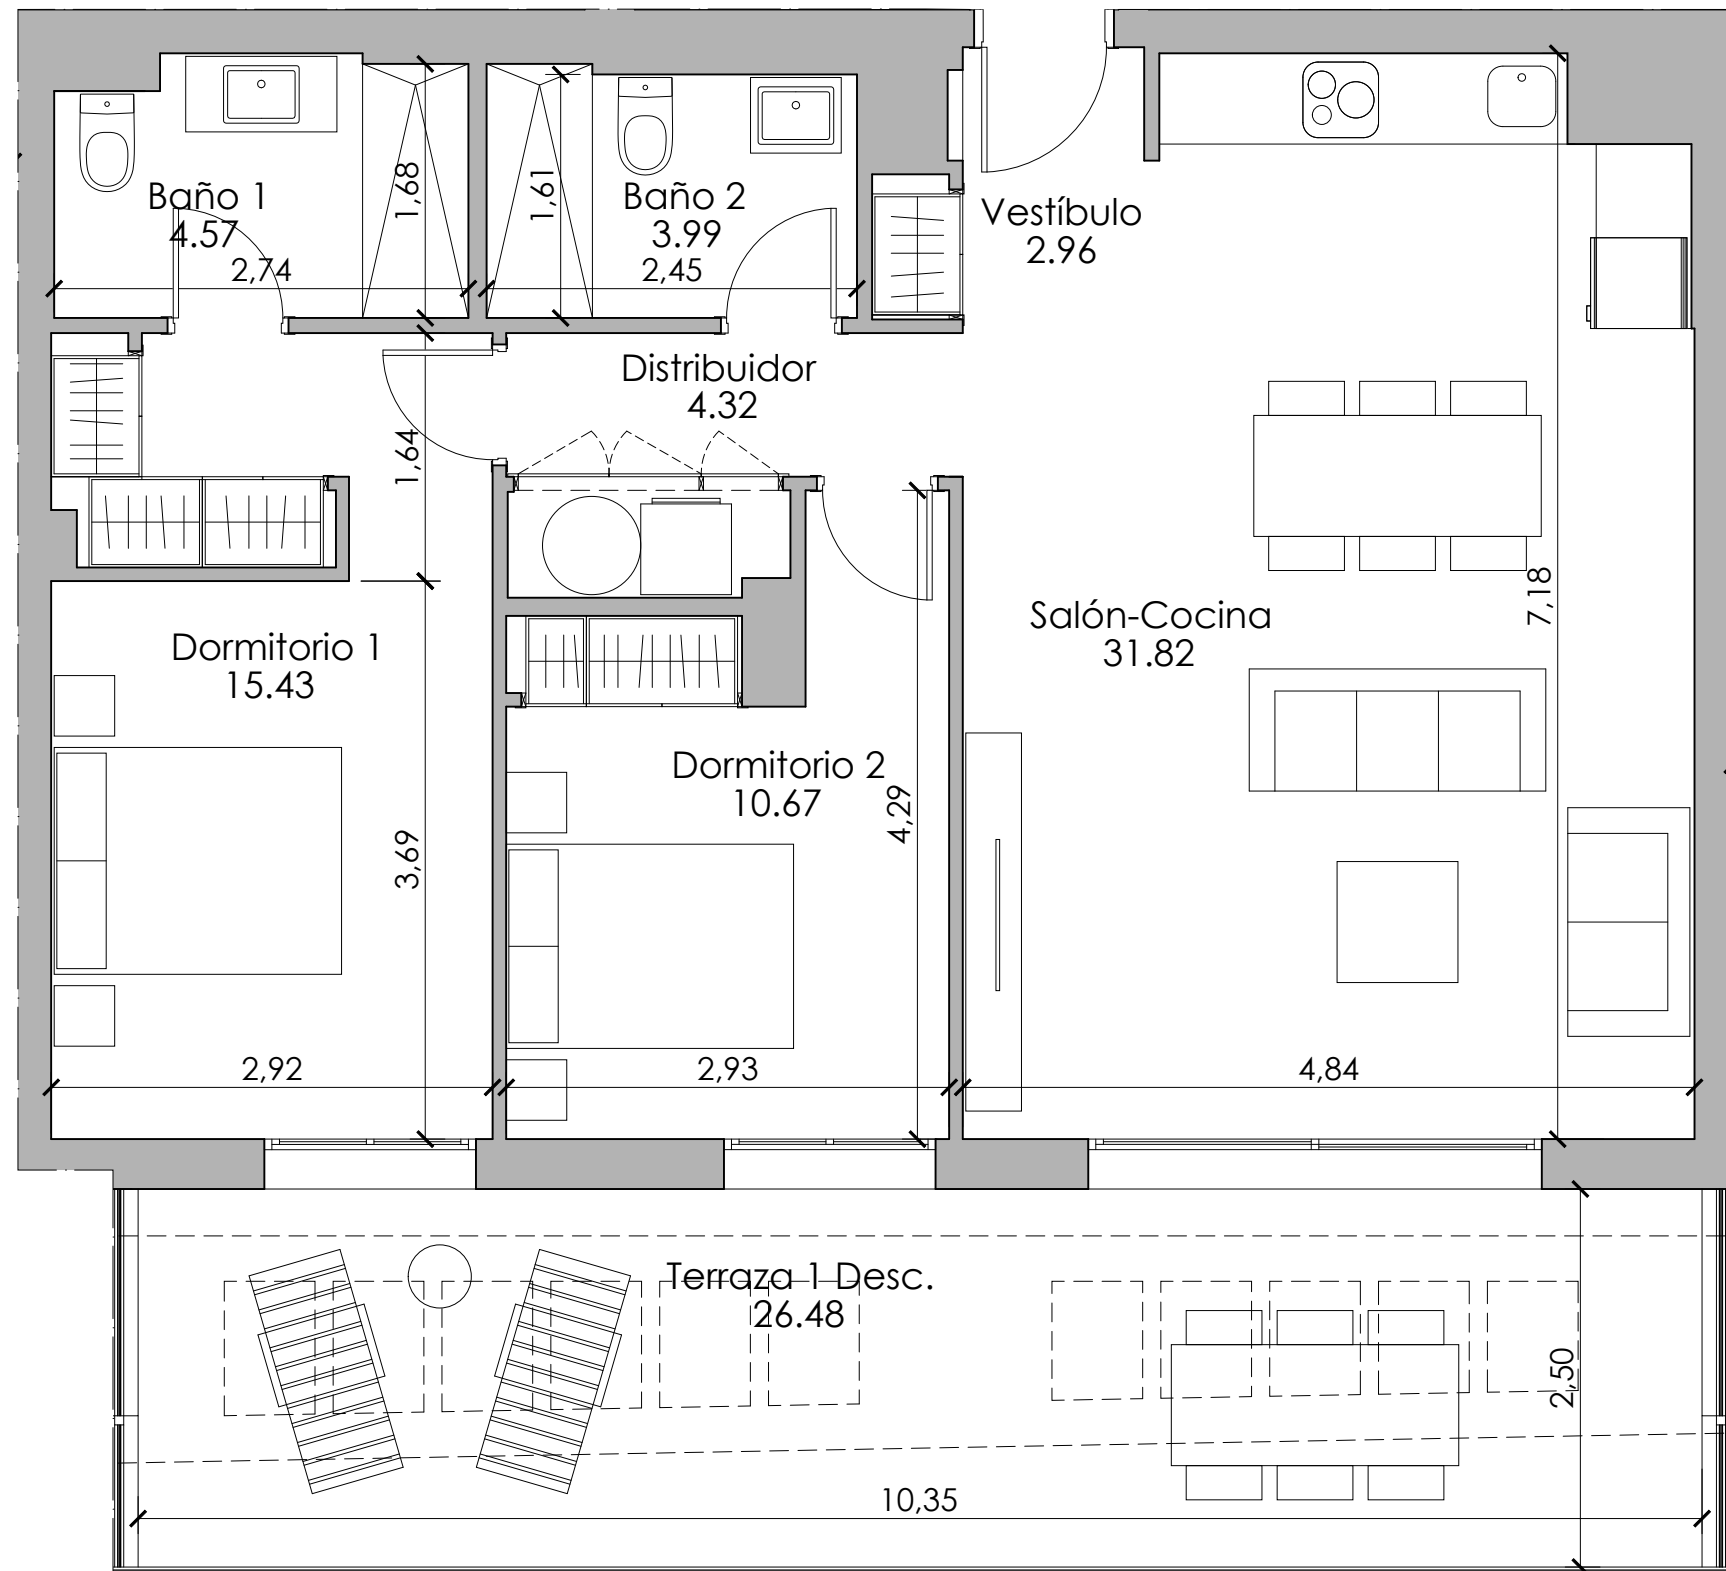 Baño 1
4.57
2,74
1,68
1,61
Baño 2
3.99
2,45
Vestíbulo
2.96
Distribuidor
4.32
1,64
Dormitorio 1
15.43
3,69
2,92
Dormitorio 2
10.67
4,29
2,93
Salón-Cocina
31.82
7,18
4,84
Terraza 1 Desc.
26.48
2,50
10,35